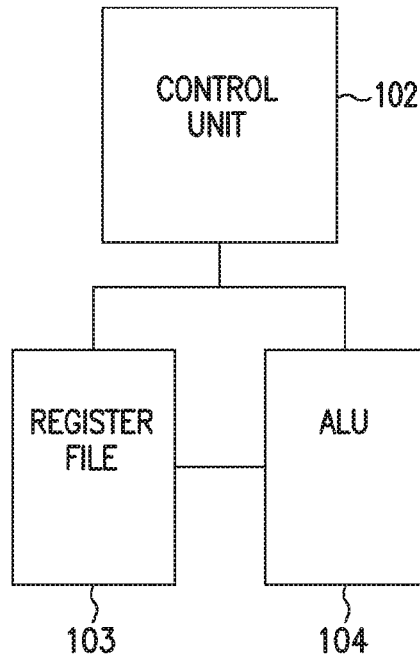 CONTROL
UNIT
102
REGISTER
FILE
ALU
103
104